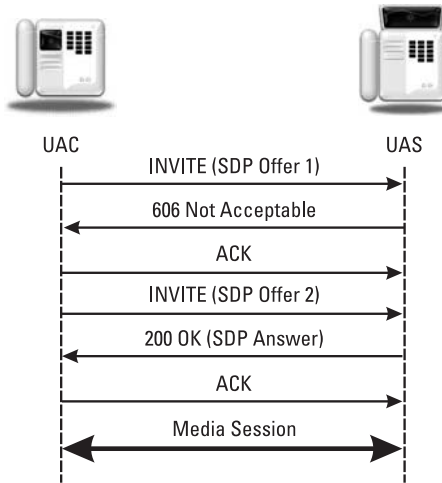 UAC
UAS
INVITE (SDP Offer 1)
606 Not Acceptable
ACK
INVITE (SDP Offer 2)
200 OK (SDP Answer)
ACK
Media Session